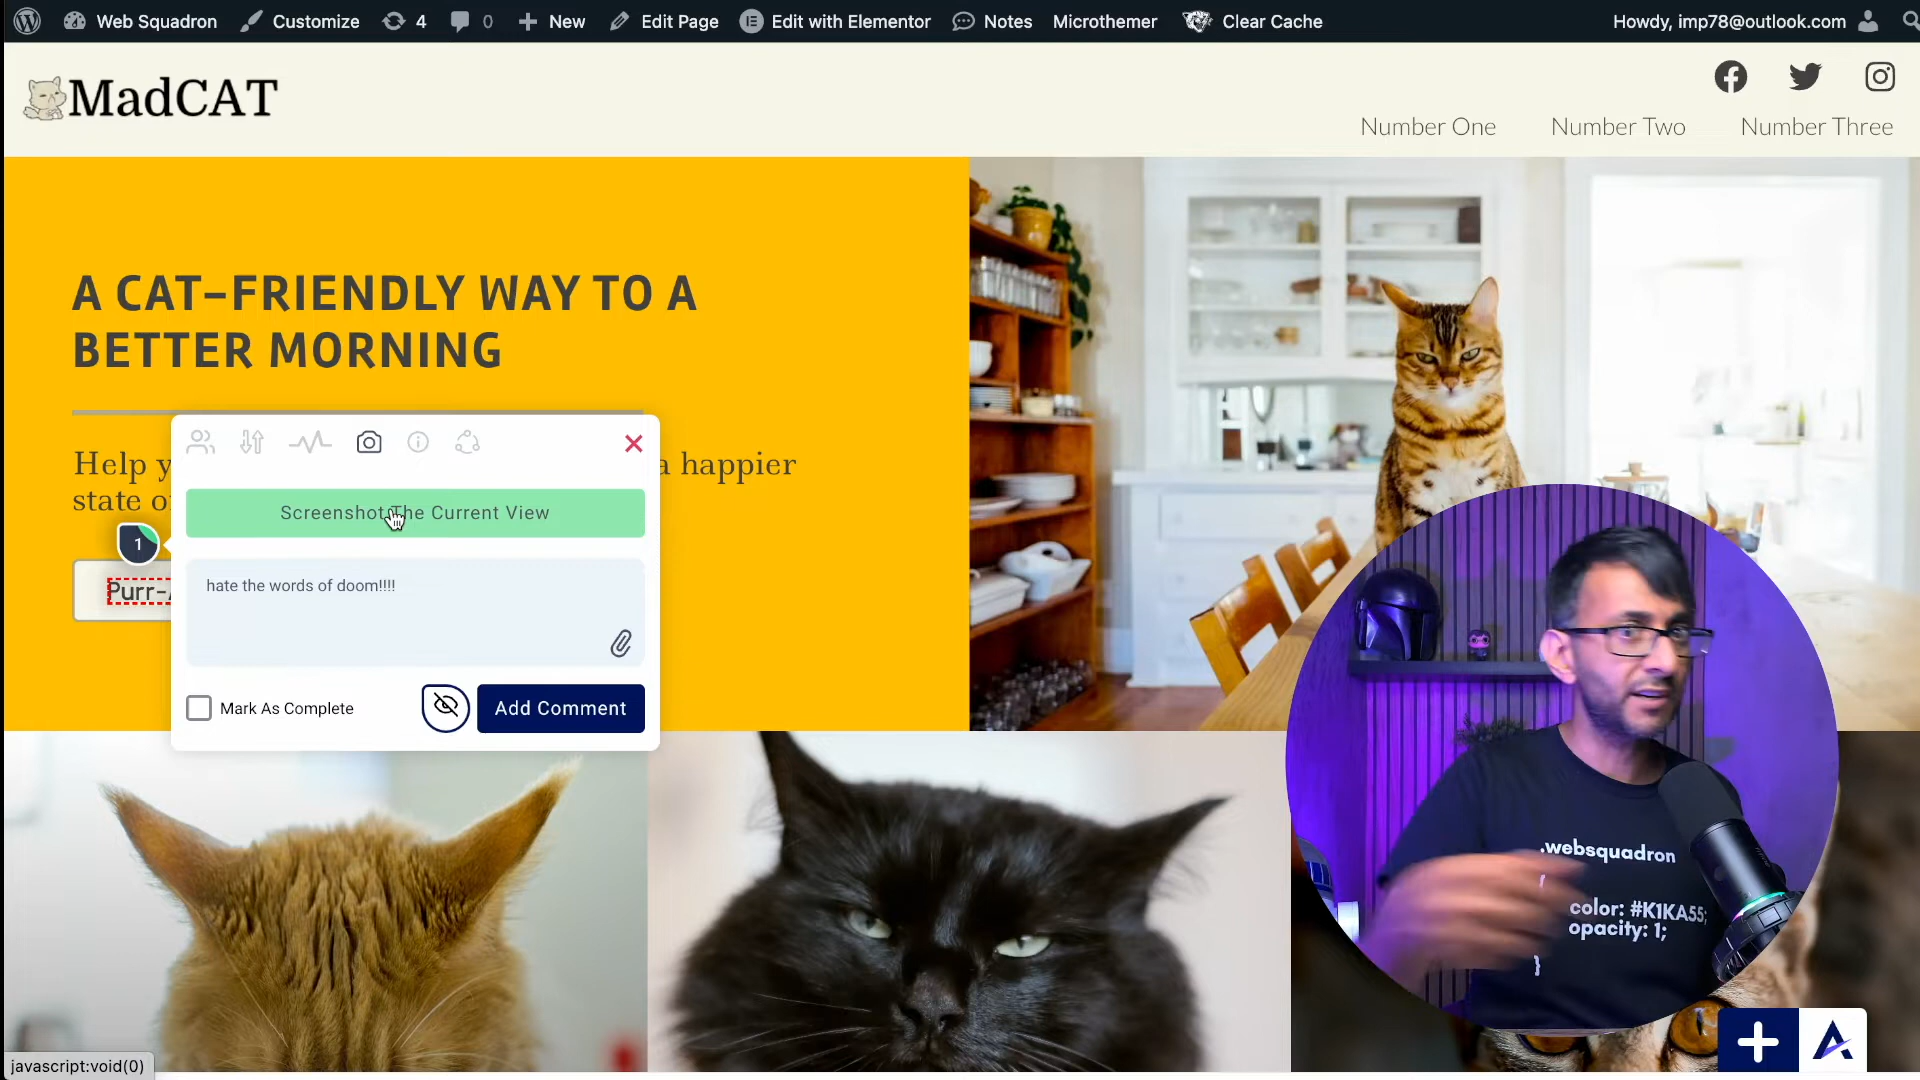 Web Squadron
Customize
4
0
New
Edit Page
Edit with Elementor
Notes
Microthemer
Clear Cache
Howdy, imp78@outlook.com
MadCAT
Number One
Number Two
Number Three
A CAT-FRIENDLY WAY TO A
BETTER MORNING
Help y
a happier
state o
Screenshot The Current View
1
hate the words of doom!!!!
Purr-
Mark As Complete
Add Comment
.websquadron
{
color: #K1KA55;
opacity: 1;
}
javascript:void(0)